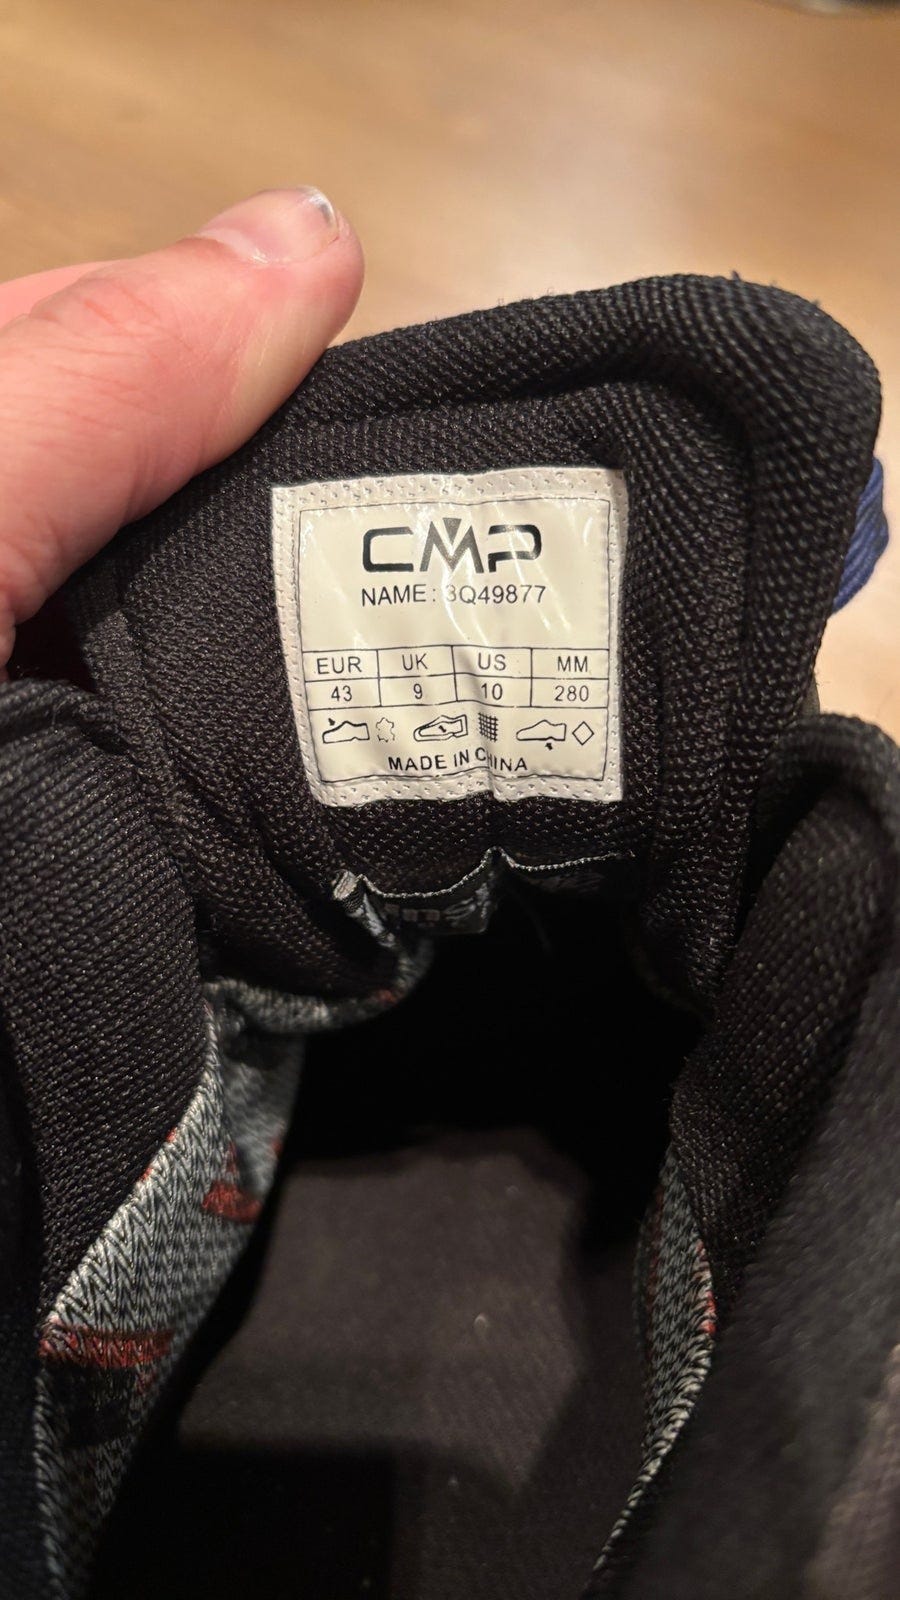 CMP
NAME: 3Q49877
EUR UK US MM
43 9 10 280
MADE IN CHINA